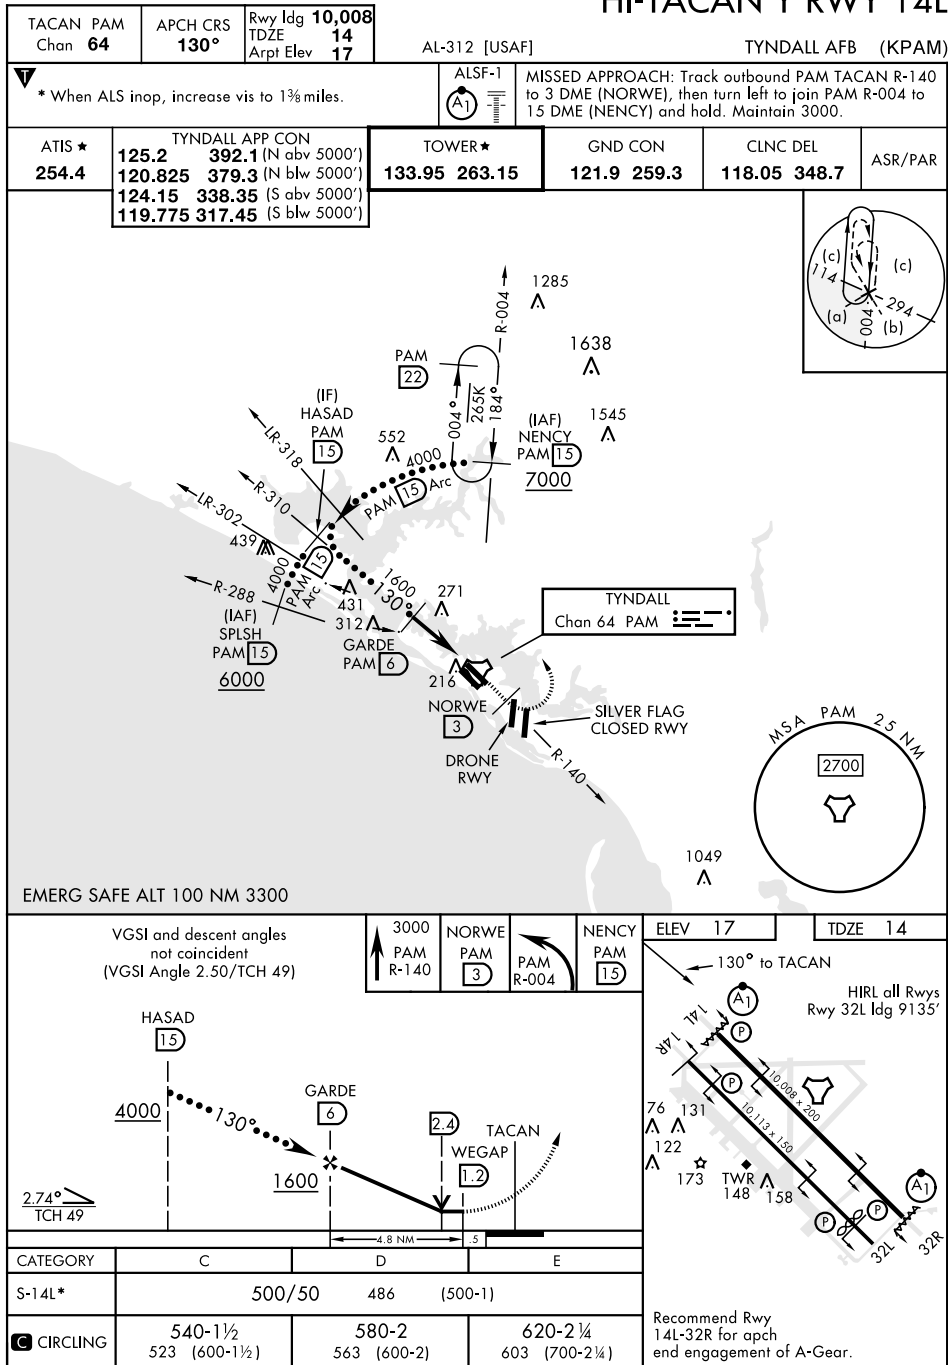 HI-TACAN Y RWY 14L
TACAN PAM
Chan 64
APCH CRS
130°
Rwy ldg 10,008
TDZE 14
Arpt Elev 17
AL-312 [USAF]
TYNDALL AFB (KPAM)
T
* When ALS inop, increase vis to 1⅜ miles.
ALSF-1
A1
MISSED APPROACH: Track outbound PAM TACAN R-140
to 3 DME (NORWE), then turn left to join PAM R-004 to
15 DME (NENCY) and hold. Maintain 3000.
ATIS ★
254.4
TYNDALL APP CON
125.2 392.1 (N abv 5000')
120.825 379.3 (N blw 5000')
124.15 338.35 (S abv 5000')
119.775 317.45 (S blw 5000')
TOWER★
133.95 263.15
GND CON
121.9 259.3
CLNC DEL
118.05 348.7
ASR/PAR
(c)
(c)
114
294
(a)
(b)
004
R-004
1285
1638
1545
PAM
22
004°
265K
184°
(IAF)
NENCY
PAM 15
7000
(IF)
HASAD
PAM
15
552
4000
PAM 15 Arc
LR-318
R-310
LR-302
439
R-288
4000
PAM 15 Arc
(IAF)
SPLSH
PAM 15
6000
431
312
1600
130°
271
GARDE
PAM 6
216
TYNDALL
Chan 64 PAM
NORWE
3
DRONE
RWY
SILVER FLAG
CLOSED RWY
R-140
MSA PAM 25 NM
2700
1049
EMERG SAFE ALT 100 NM 3300
VGSI and descent angles
not coincident
(VGSI Angle 2.50/TCH 49)
3000
PAM
R-140
NORWE
PAM
3
PAM
R-004
NENCY
PAM
15
HASAD
15
4000
130°
GARDE
6
1600
2.4
WEGAP
1.2
TACAN
2.74°
TCH 49
4.8 NM
.5
ELEV 17
TDZE 14
130° to TACAN
A1
HIRL all Rwys
Rwy 32L ldg 9135'
14L
14R
P
P
10,008 x 200
10,113 x 150
76
131
122
173
TWR
148
158
P
P
A1
32L
32R
Recommend Rwy
14L-32R for apch
end engagement of A-Gear.
CATEGORY C D E
S-14L* 500/50 486 (500-1)
C CIRCLING
540-1½
523 (600-1½)
580-2
563 (600-2)
620-2¼
603 (700-2¼)